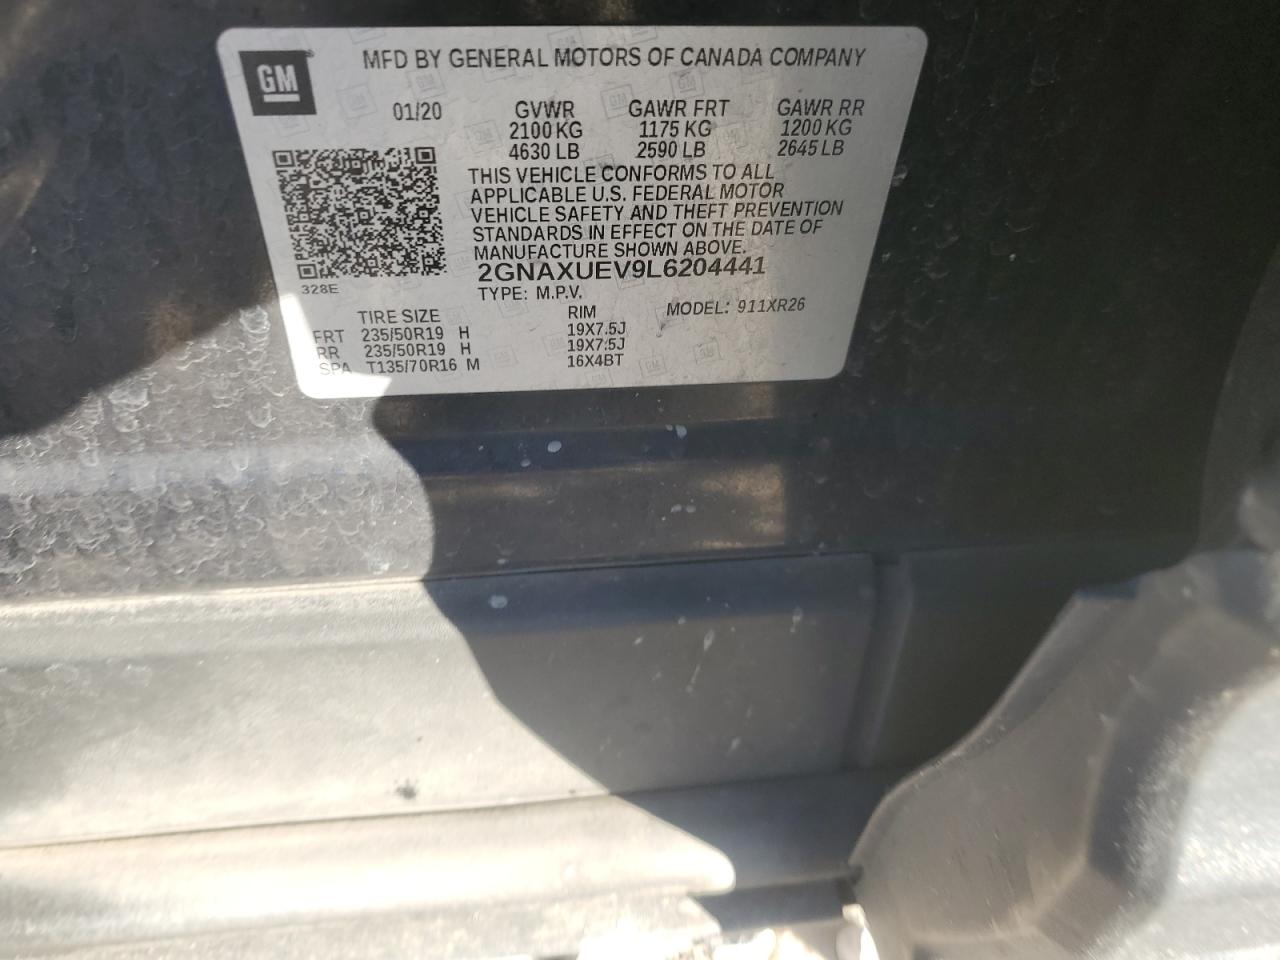 GM
MFD BY GENERAL MOTORS OF CANADA COMPANY
01/20 GVWR GAWR FRT GAWR RR
2100 KG 1175 KG 1200 KG
4630 LB 2590 LB 2645 LB
THIS VEHICLE CONFORMS TO ALL
APPLICABLE U.S. FEDERAL MOTOR
VEHICLE SAFETY AND THEFT PREVENTION
STANDARDS IN EFFECT ON THE DATE OF
MANUFACTURE SHOWN ABOVE.
2GNAXUEV9L6204441
328E
TYPE: M.P.V. MODEL: 911XR26
TIRE SIZE RIM
FRT 235/50R19 H 19X7.5J
RR 235/50R19 H 19X7.5J
SPA T135/70R16 M 16X4BT